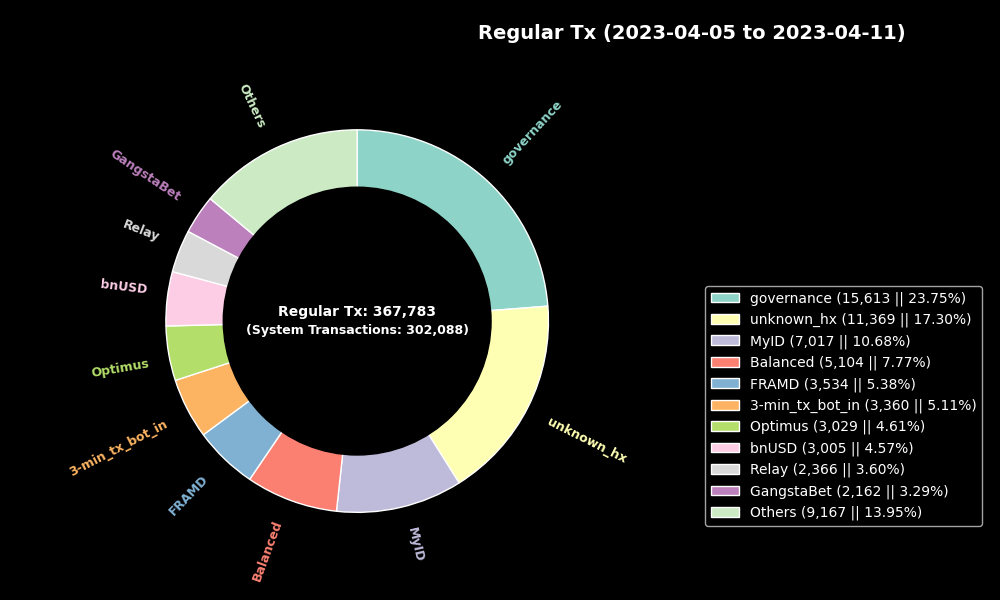 Regular Tx (2023-04-05 to 2023-04-11)
Others
governance
GangstaBet
Relay
bnUSD
Regular Tx: 367,783
(System Transactions: 302,088)
Optimus
3-min_tx_bot_in
unknown_hx
FRAMD
Balanced
MyID
governance (15,613 || 23.75%)
unknown_hx (11,369 || 17.30%)
MyID (7,017 || 10.68%)
Balanced (5,104 || 7.77%)
FRAMD (3,534 || 5.38%)
3-min_tx_bot_in (3,360 || 5.11%)
Optimus (3,029 || 4.61%)
bnUSD (3,005 || 4.57%)
Relay (2,366 || 3.60%)
GangstaBet (2,162 || 3.29%)
Others (9,167 || 13.95%)